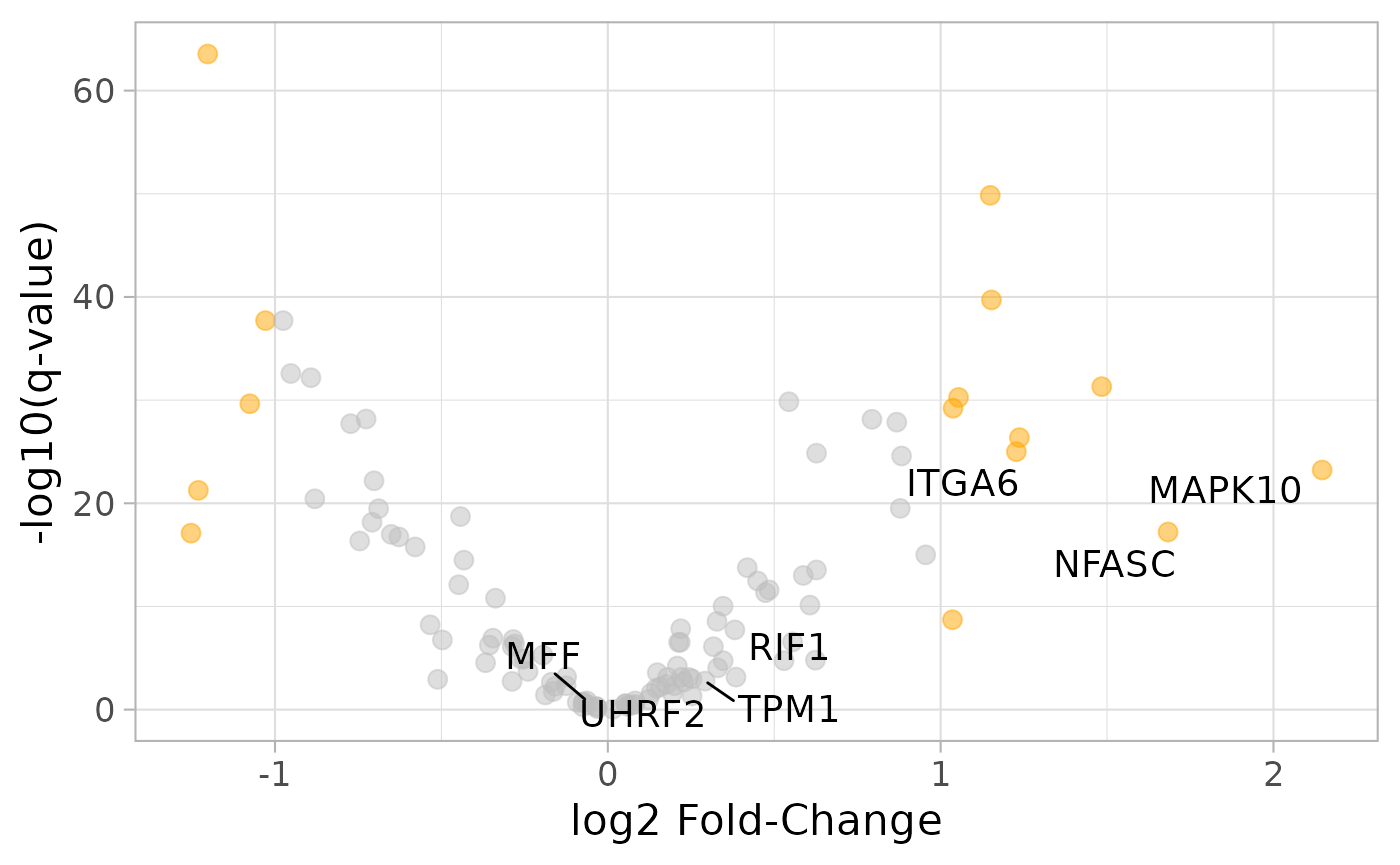 60
40
20
0
-log10(q-value)
ITGA6
MAPK10
NFASC
RIF1
MFF
TPM1
UHRF2
-1
0
1
2
log2 Fold-Change